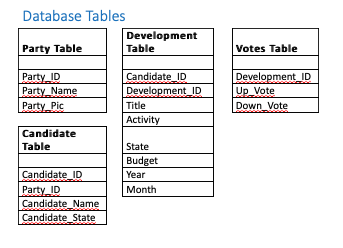 Database Tables
Party Table
Party_ID
Party_Name
Party_Pic
Candidate
Table
Candidate_ID
Party_ID
Candidate_Name
Candidate_State
Development
Table
Candidate_ID
Development_ID
Title
Activity
State
Budget
Year
Month
Votes Table
Development_ID
Up_Vote
Down_Vote